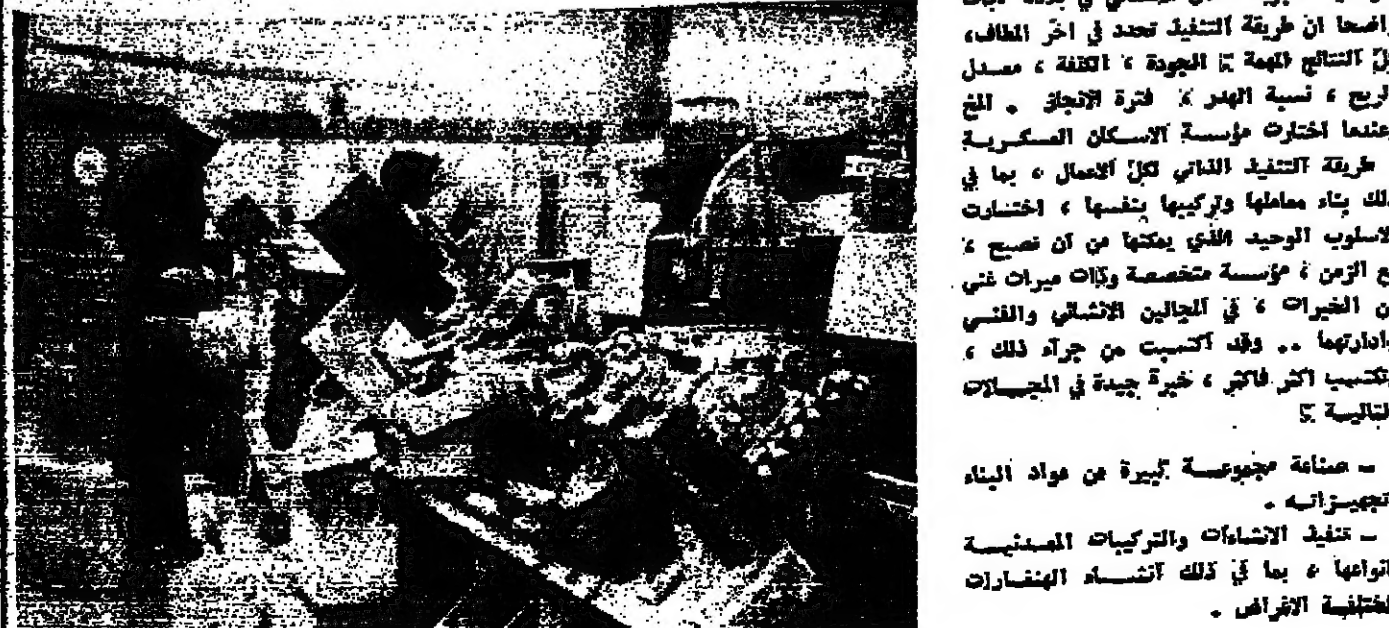 واضحا ان طريقة التنفيذ تحدد في اخر المطاف،
كل النتائج المهمة : الجودة ، الكلفة ، معدل
الربح ، نسبة الهدر ، فترة الانجاز . الخ
وعندما اختارت مؤسسة الاسكان العسكرية
طريقة التنفيذ الذاتي لكل الاعمال ، بما في
ذلك بناء معاملها وتركيبها بنفسها ، اختارت
الاسلوب الوحيد الذي يمكنها من ان تصبح ،
مع الزمن ، مؤسسة متخصصة وذات ميراث غني
من الخبرات ، في المجالين الانشائي والفني
وادارتهما .. وقد اكتسبت من جراء ذلك ،
وتكتسب اكثر فاكثر ، خبرة جيدة في المجالات
التالية :
ـ صناعة مجموعة كبيرة من مواد البناء
وتجهيزاته .
ـ تنفيذ الانشاءات والتركيبات المعدنية
بانواعها ، بما في ذلك انشاء الهنغارات
المختلفة الاغراض .